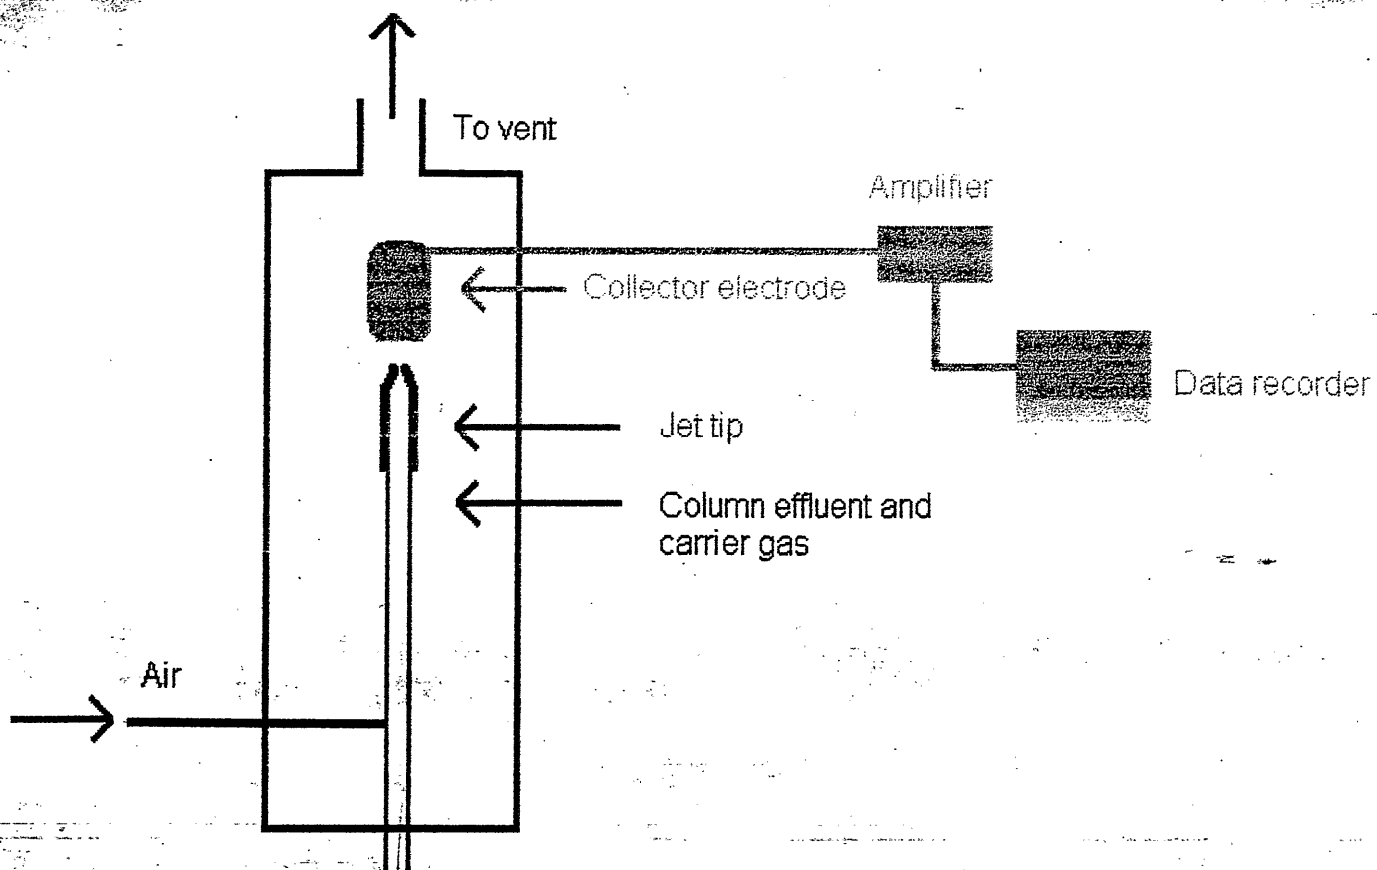 To vent
Amplifier
Collector electrode
Data recorder
Jet tip
Column effluent and
carrier gas
Air